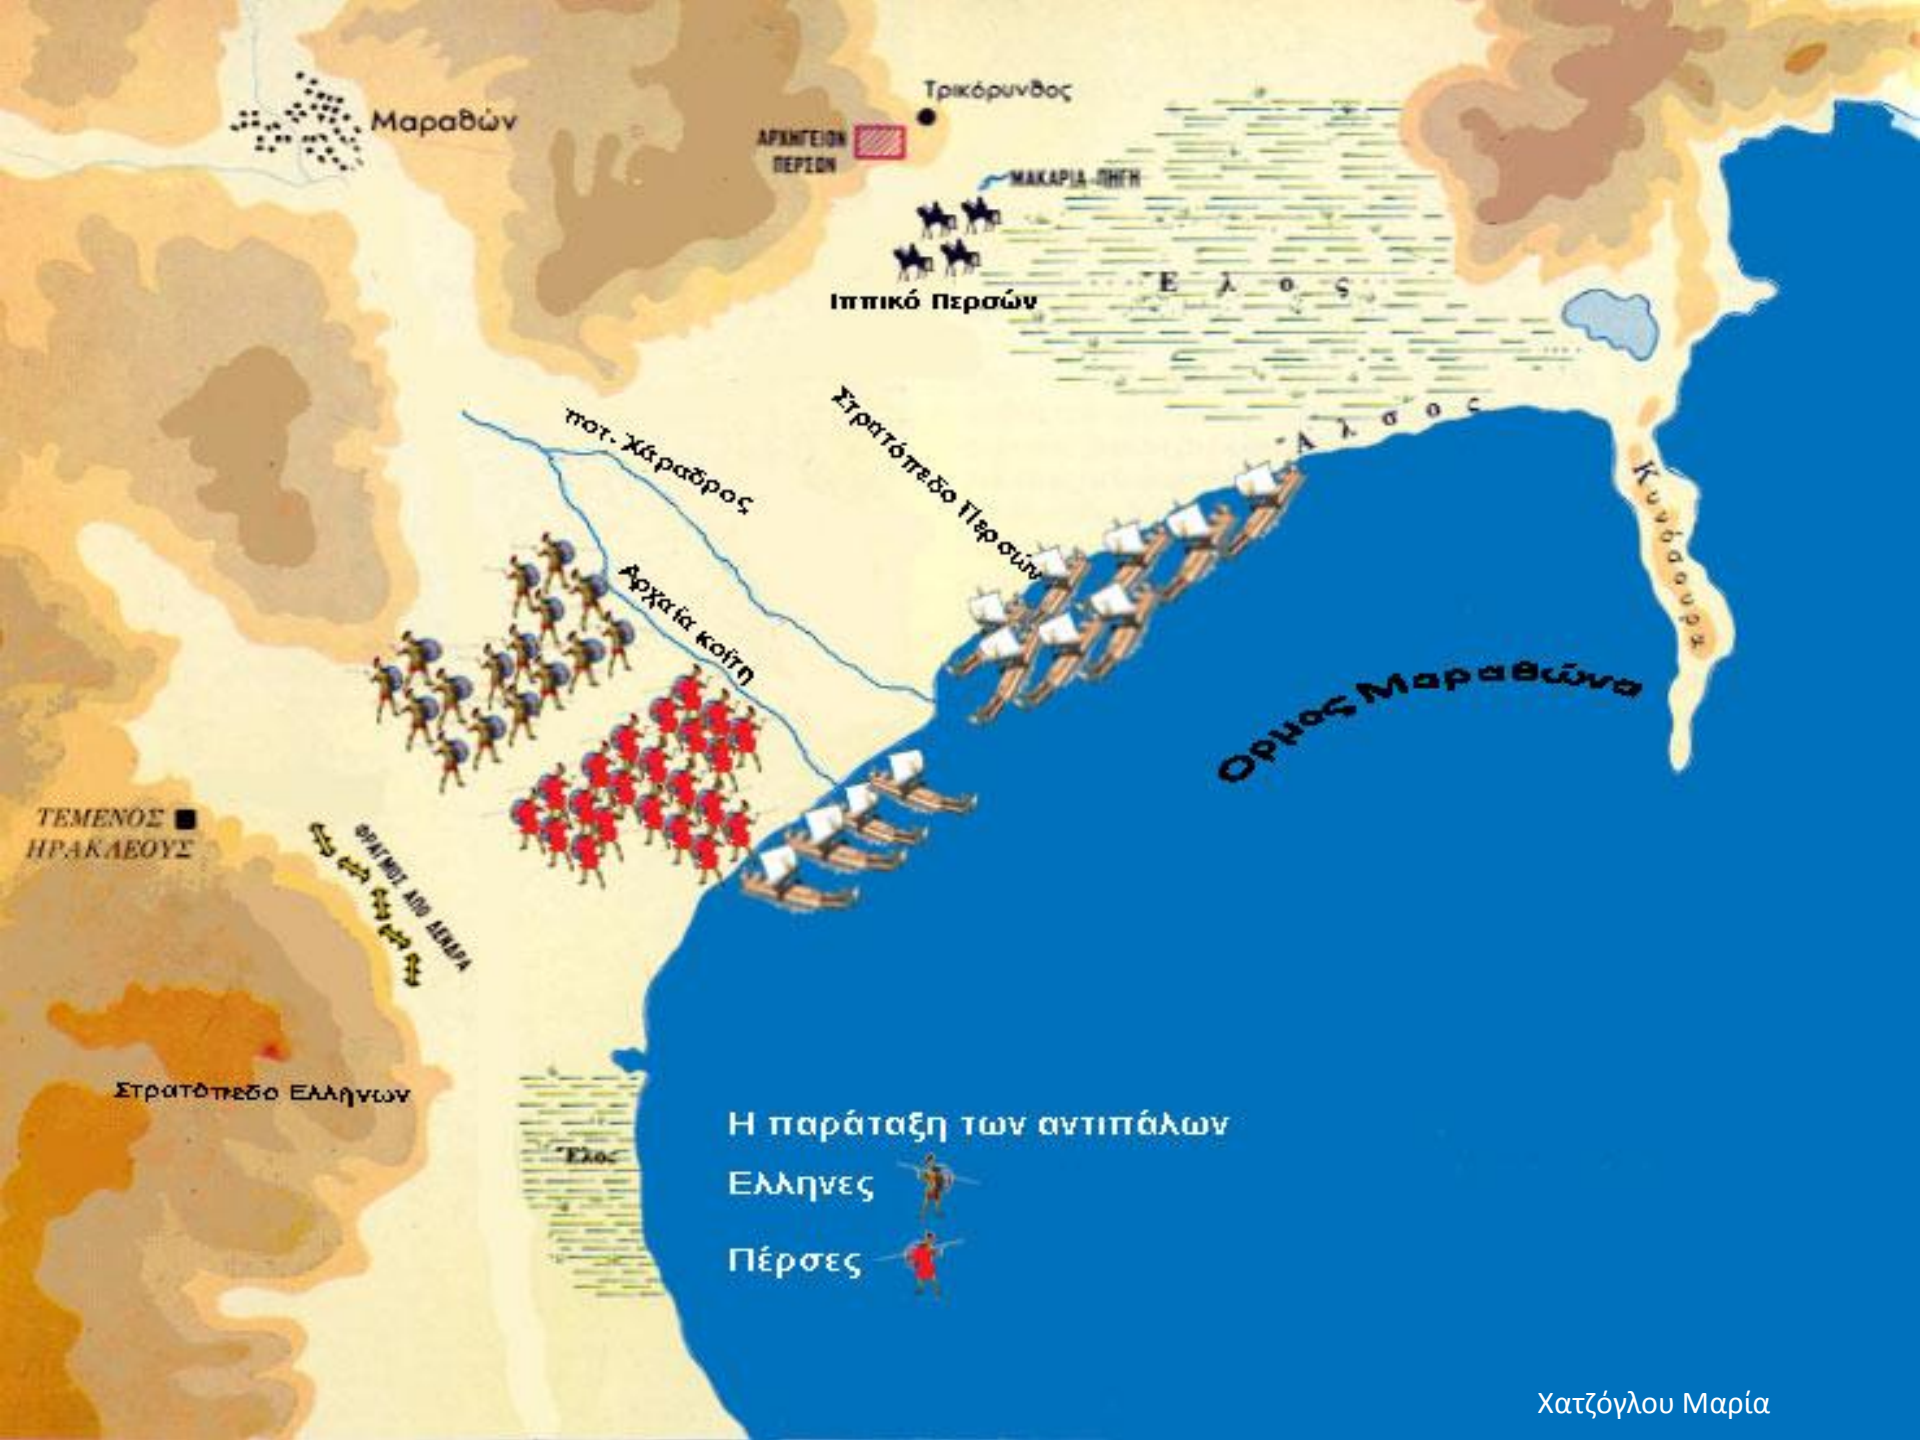 Τρικόρυνθος
Μαραθών
ΑΡΧΗΓΕΙΟΝ
ΠΕΡΣΩΝ
ΜΑΚΑΡΙΑ ΠΗΓΗ
Έλος
Ιππικό Περσών
Άλσος
Στρατόπεδο Περσών
ποτ. Χάραδρος
Κυνόσουρα
Αρχαία κοίτη
Ορμος Μαραθώνα
ΤΕΜΕΝΟΣ
ΗΡΑΚΛΕΟΥΣ
ΦΡΑΓΜΟΣ ΑΠΟ ΔΕΝΔΡΑ
Στρατόπεδο Ελλήνων
Έλος
Η παράταξη των αντιπάλων
Ελληνες
Πέρσες
Χατζόγλου Μαρία